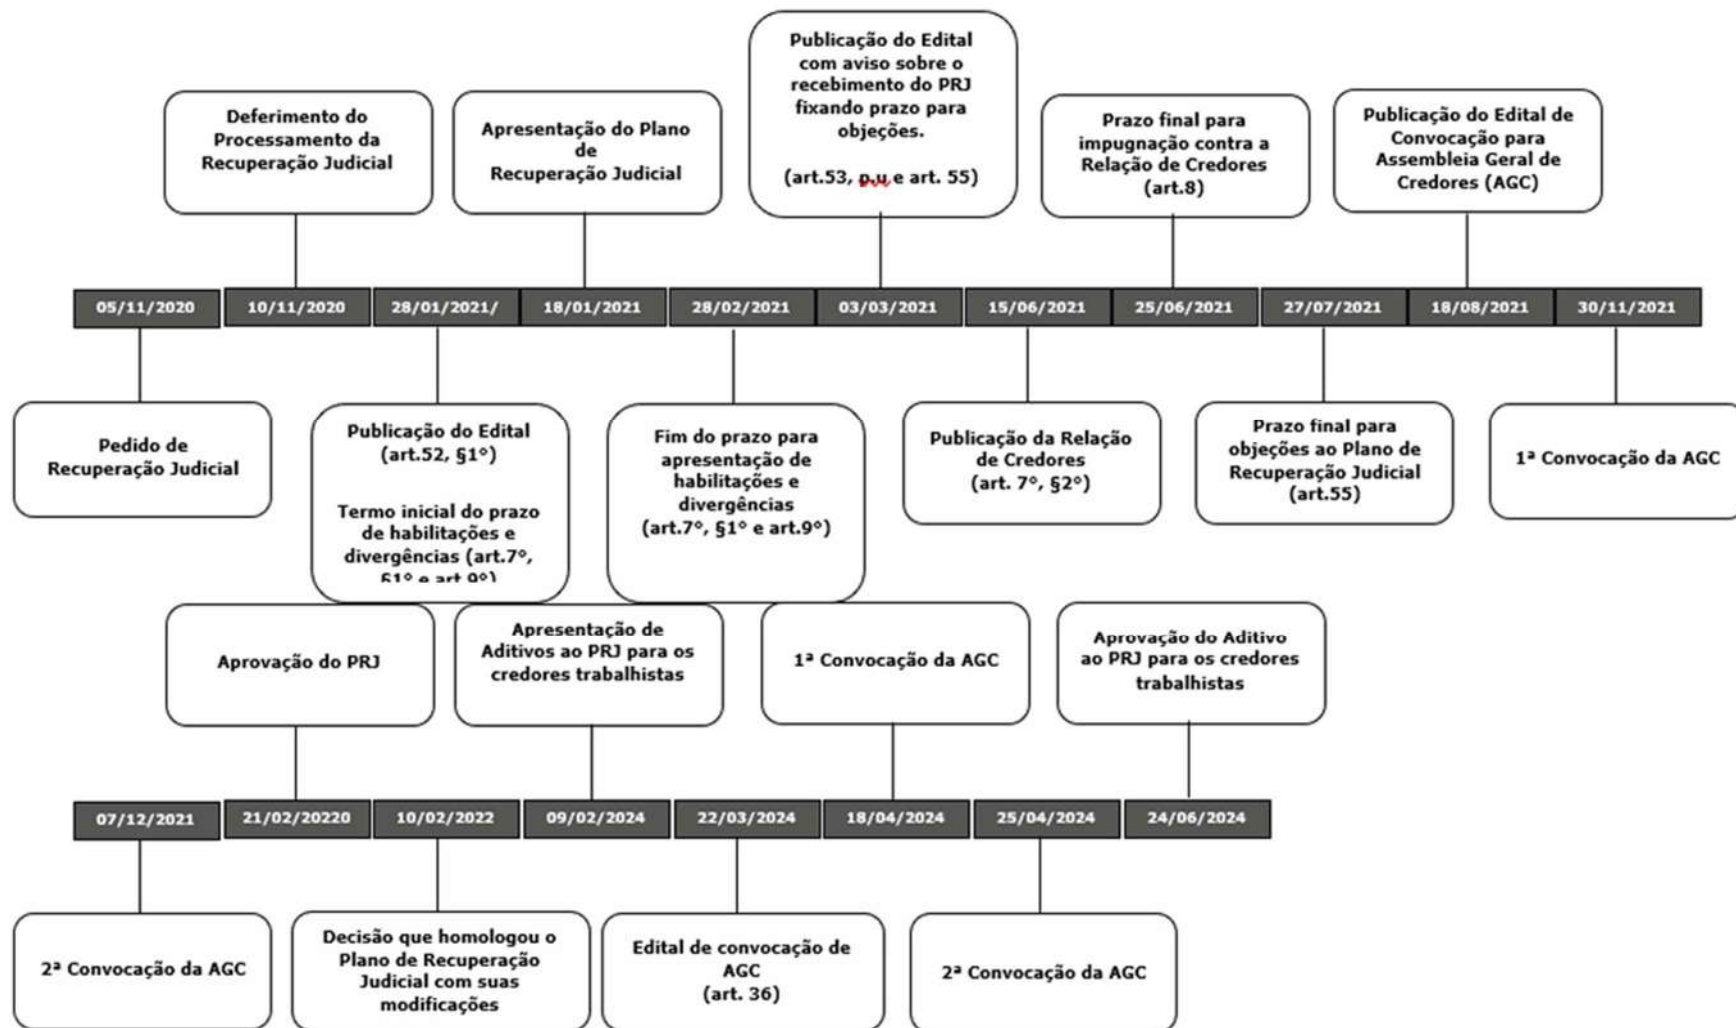 Deferimento do
Processamento da
Recuperação Judicial
Apresentação do Plano
de
Recuperação Judicial
Publicação do Edital
com aviso sobre o
recebimento do PRJ
fixando prazo para
objeções.
(art.53, p.u e art. 55)
Prazo final para
impugnação contra a
Relação de Credores
(art.8)
Publicação do Edital de
Convocação para
Assembleia Geral de
Credores (AGC)
05/11/2020 10/11/2020 28/01/2021/ 18/01/2021 28/02/2021 03/03/2021 15/06/2021 25/06/2021 27/07/2021 18/08/2021 30/11/2021
Pedido de
Recuperação Judicial
Publicação do Edital
(art.52, §1°)
Termo inicial do prazo
de habilitações e
divergências (art.7°,
§1° e art.9°)
Fim do prazo para
apresentação de
habilitações e
divergências
(art.7°, §1° e art.9°)
Publicação da Relação
de Credores
(art. 7°, §2°)
Prazo final para
objeções ao Plano de
Recuperação Judicial
(art.55)
1ª Convocação da AGC
Aprovação do PRJ
Apresentação de
Aditivos ao PRJ para os
credores trabalhistas
1ª Convocação da AGC
Aprovação do Aditivo
ao PRJ para os credores
trabalhistas
07/12/2021 21/02/20220 10/02/2022 09/02/2024 22/03/2024 18/04/2024 25/04/2024 24/06/2024
2ª Convocação da AGC
Decisão que homologou o
Plano de Recuperação
Judicial com suas
modificações
Edital de convocação de
AGC
(art. 36)
2ª Convocação da AGC